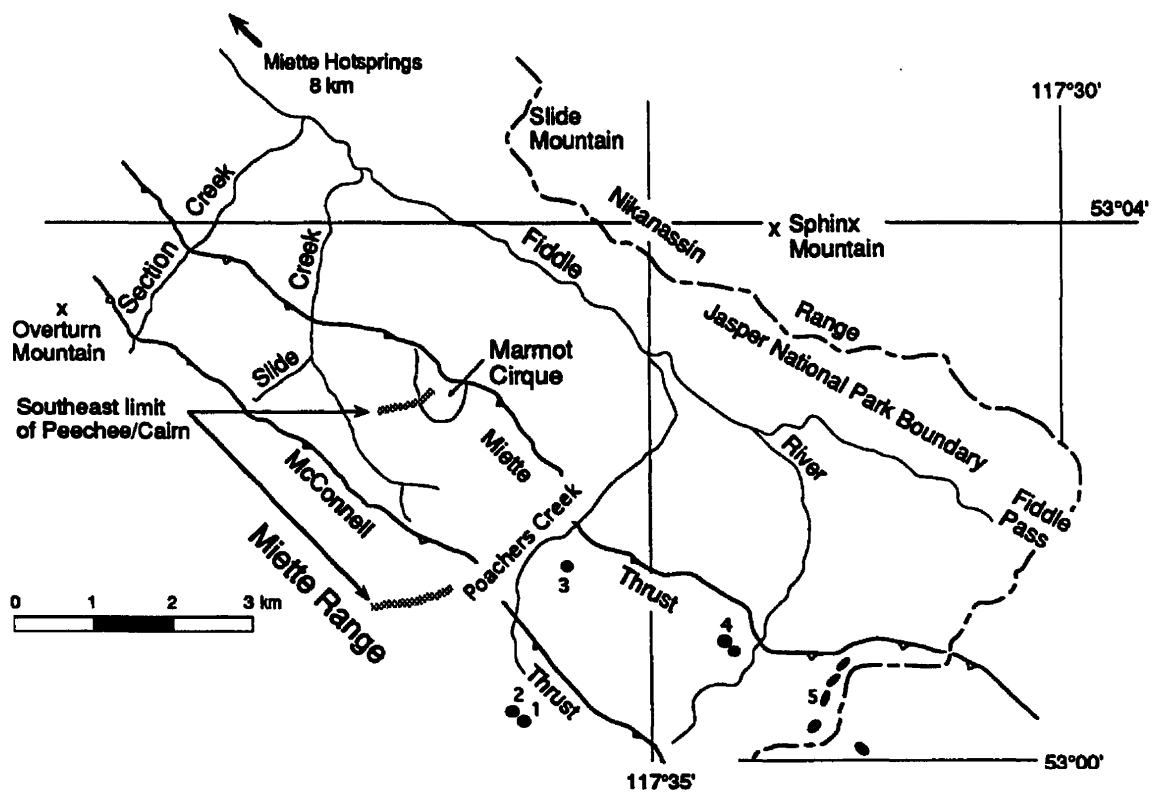 Miette Hotsprings
8 km
117°30'
Slide
Mountain
Creek
Nikanassin
53°04'
x Sphinx
Mountain
Fiddle
Creek
Section
x
Overturn
Mountain
Range
Jasper National Park Boundary
Marmot
Cirque
Slide
Southeast limit
of Peechee/Cairn
Miette
River
McConnell
Fiddle
Pass
Poachers Creek
Miette Range
3
Thrust
0 1 2 3 km
4
Thrust
5
2
1
53°00'
117°35'